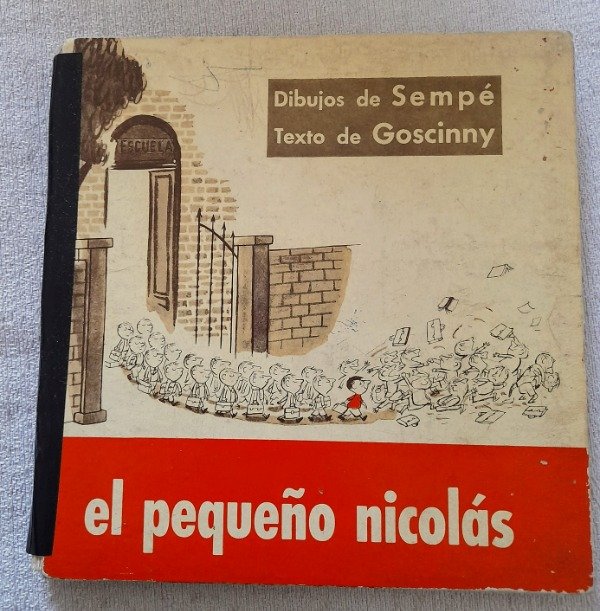 Dibujos de Sempé
Texto de Goscinny
ESCUELA
el pequeño nicolás